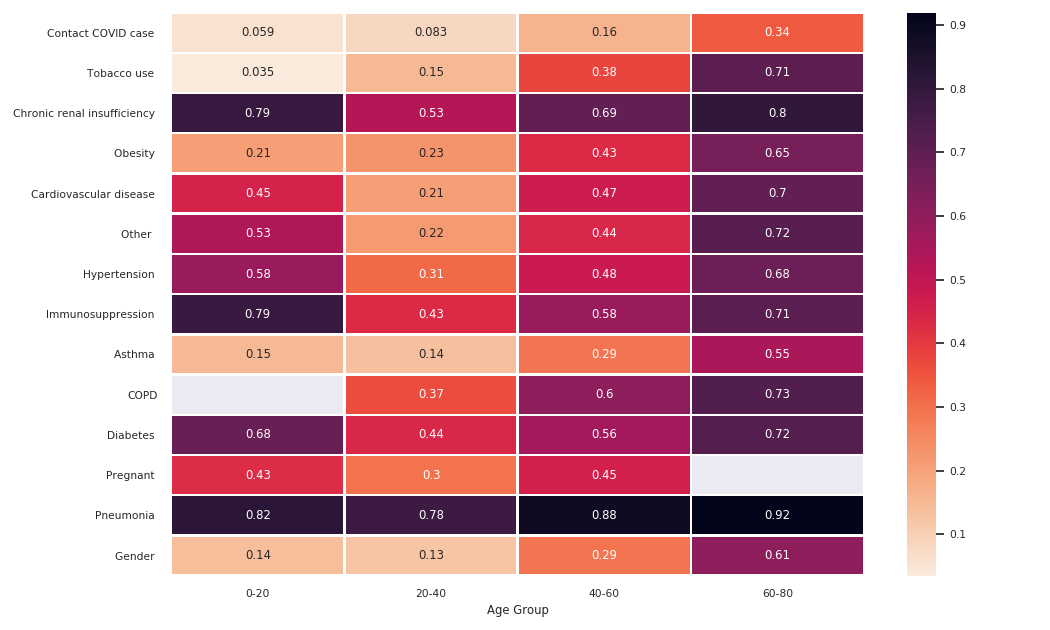 Contact COVID case 0.059 0.083 0.16 0.34
Tobacco use 0.035 0.15 0.38 0.71
Chronic renal insufficiency 0.79 0.53 0.69 0.8
Obesity 0.21 0.23 0.43 0.65
Cardiovascular disease 0.45 0.21 0.47 0.7
Other 0.53 0.22 0.44 0.72
Hypertension 0.58 0.31 0.48 0.68
Immunosuppression 0.79 0.43 0.58 0.71
Asthma 0.15 0.14 0.29 0.55
COPD 0.37 0.6 0.73
Diabetes 0.68 0.44 0.56 0.72
Pregnant 0.43 0.3 0.45
Pneumonia 0.82 0.78 0.88 0.92
Gender 0.14 0.13 0.29 0.61
0-20 20-40 40-60 60-80
Age Group
0.9
0.8
0.7
0.6
0.5
0.4
0.3
0.2
0.1